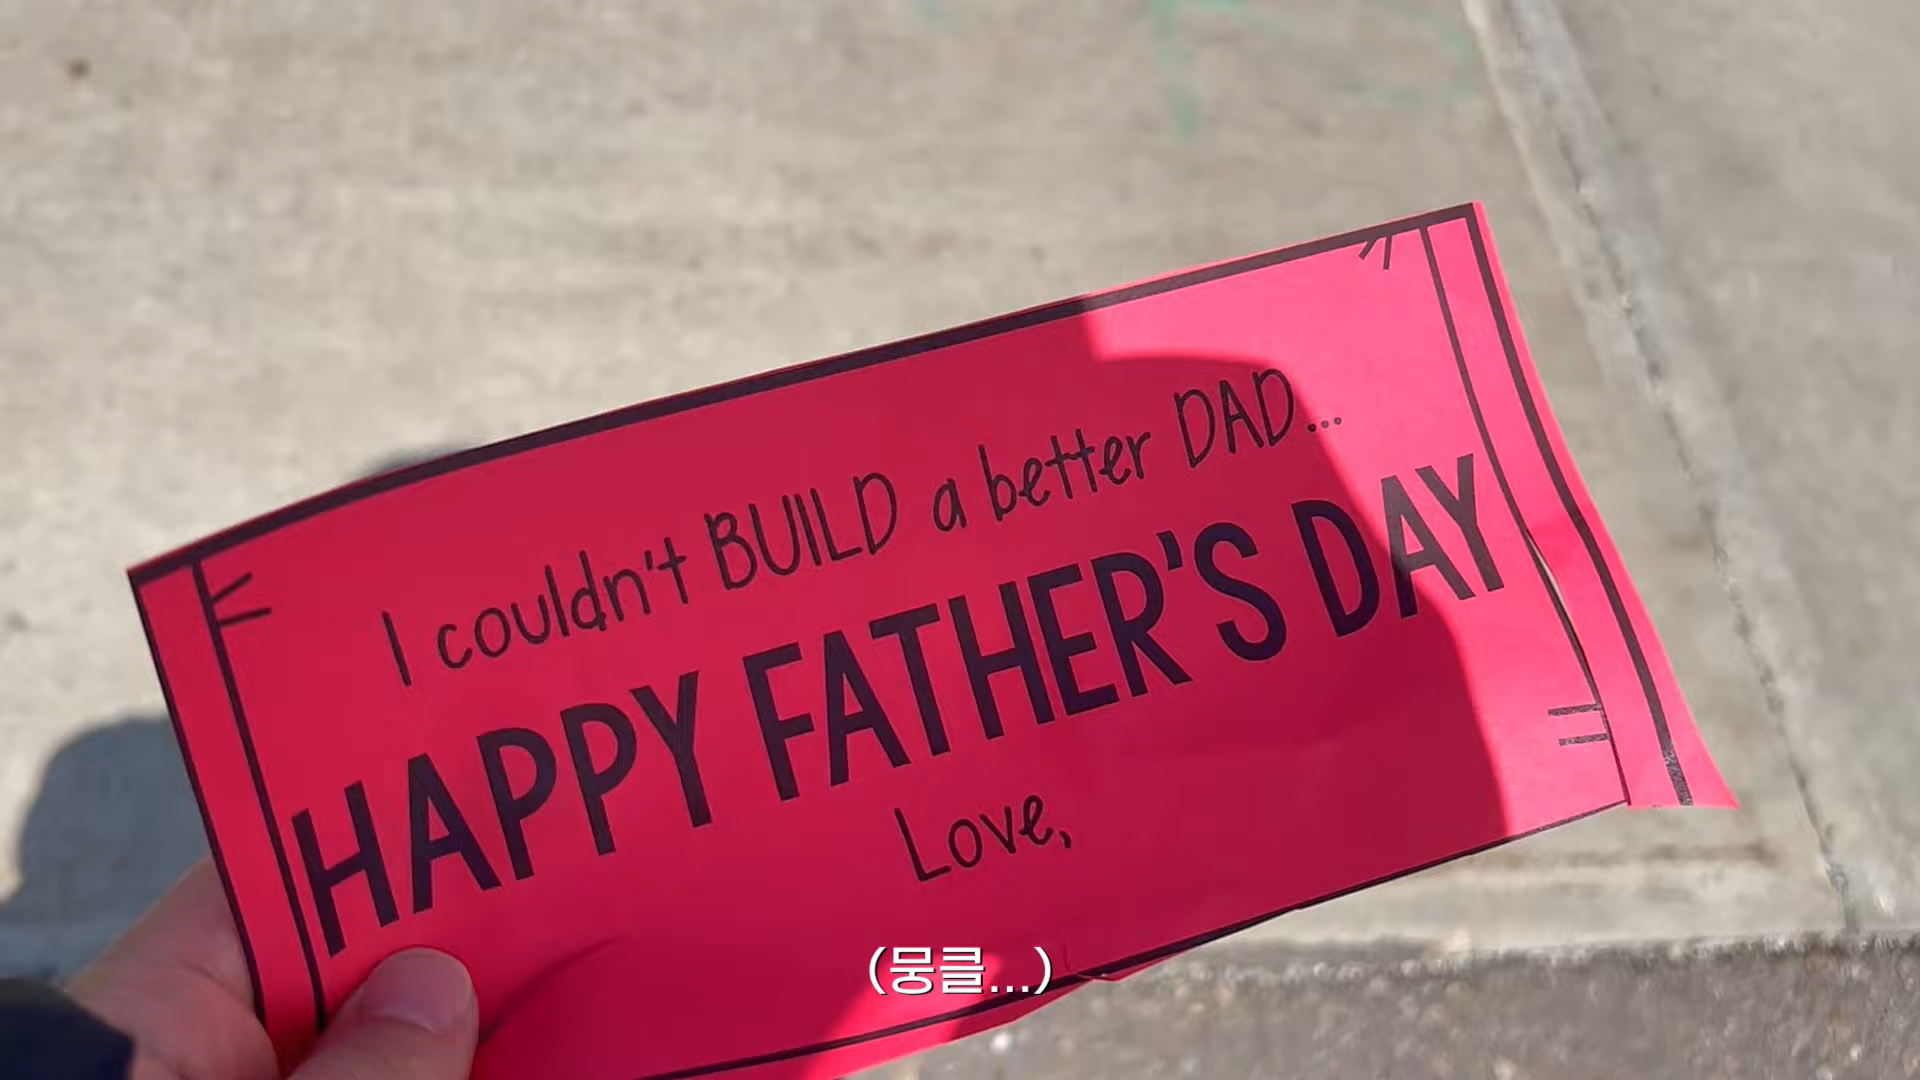 I couldn't BUILD a better DAD...
HAPPY FATHER'S DAY
Love,
(뭉클...)